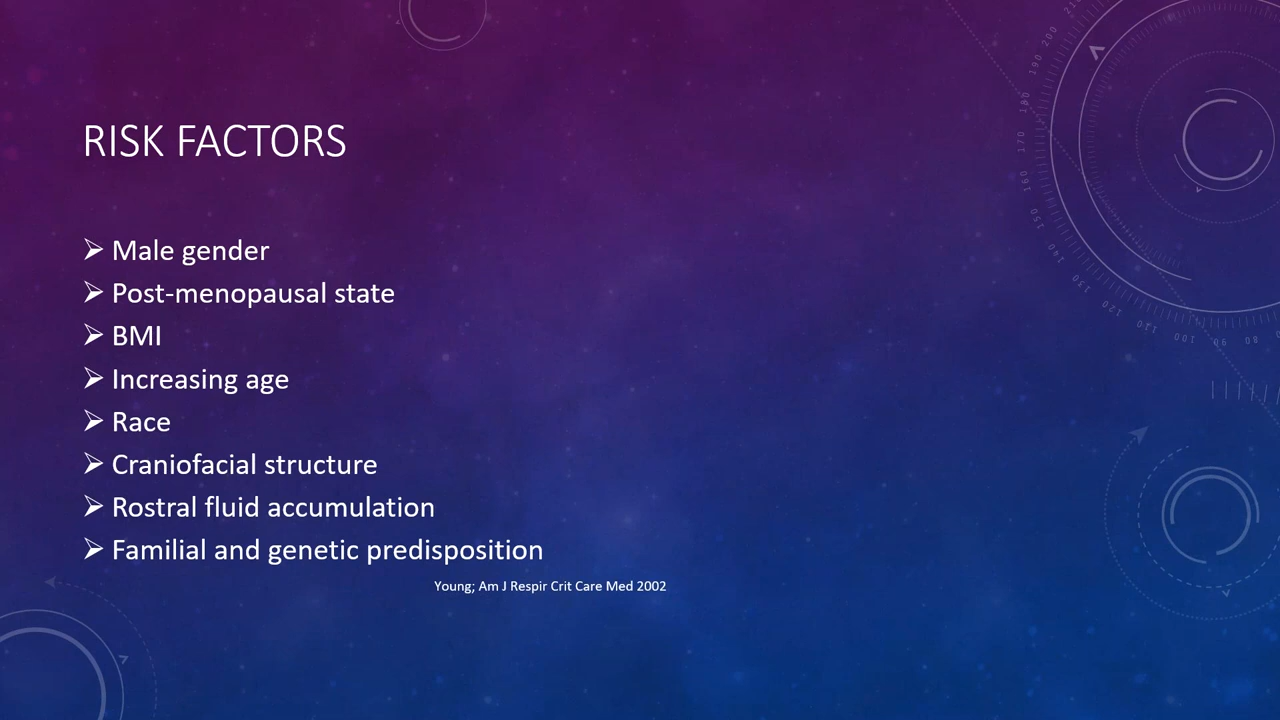 RISK FACTORS
Male gender
Post-menopausal state
BMI
Increasing age
Race
Craniofacial structure
Rostral fluid accumulation
Familial and genetic predisposition
Young; Am J Respir Crit Care Med 2002